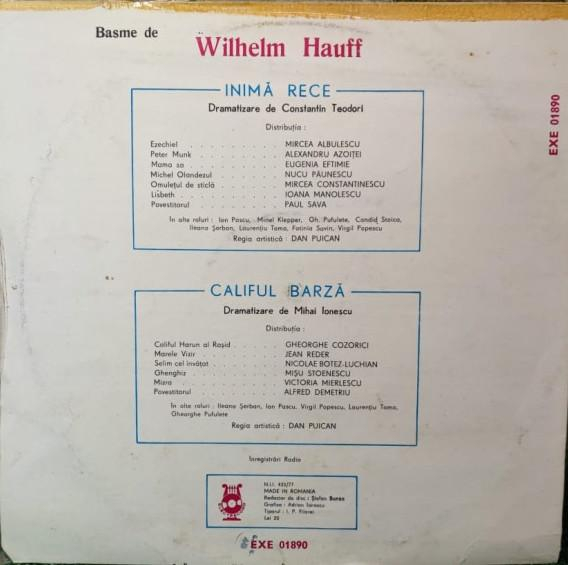 Basme de
Wilhelm Hauff
EXE 01890
INIMĂ RECE
Dramatizare de Constantin Teodori
Distribuția :
Ezechiel . . . . . . . . . . MIRCEA ALBULESCU
Peter Munk . . . . . . . . . ALEXANDRU AZOIȚEI
Mama sa . . . . . . . . . . EUGENIA EFTIMIE
Michel Olandezul . . . . . . . NUCU PĂUNESCU
Omulețul de sticlă . . . . . . . MIRCEA CONSTANTINESCU
Lisbeth . . . . . . . . . . . IOANA MANOLESCU
Povestitorul . . . . . . . . . PAUL SAVA
În alte roluri : Ion Pascu, Mirel Klepper, Gh. Pufulete, Candid Stoica,
Ileana Șerban, Laurențiu Toma, Fotinia Savin, Virgil Popescu
Regia artistică : DAN PUICAN
CALIFUL BARZĂ
Dramatizare de Mihai Ionescu
Distribuția :
Califul Harun al Rașid . . . . . . GHEORGHE COZORICI
Marele Vizir . . . . . . . . . JEAN REDER
Selim cel învățat . . . . . . . . NICOLAE BOTEZ-LUCHIAN
Ghenghiz . . . . . . . . . . MIȘU STOENESCU
Mizra . . . . . . . . . . . VICTORIA MIERLESCU
Povestitorul . . . . . . . . . ALFRED DEMETRIU
În alte roluri : Ileana Șerban, Ion Pascu, Virgil Popescu, Laurențiu Toma,
Gheorghe Pufulete
Regia artistică : DAN PUICAN
Înregistrări Radio
MADE IN ROMANIA
Redactor de disc : Ștefan Bonea
Grafica : Adrian Ionescu
Tiparul : I. P. Filaret
Lei 20
EXE 01890